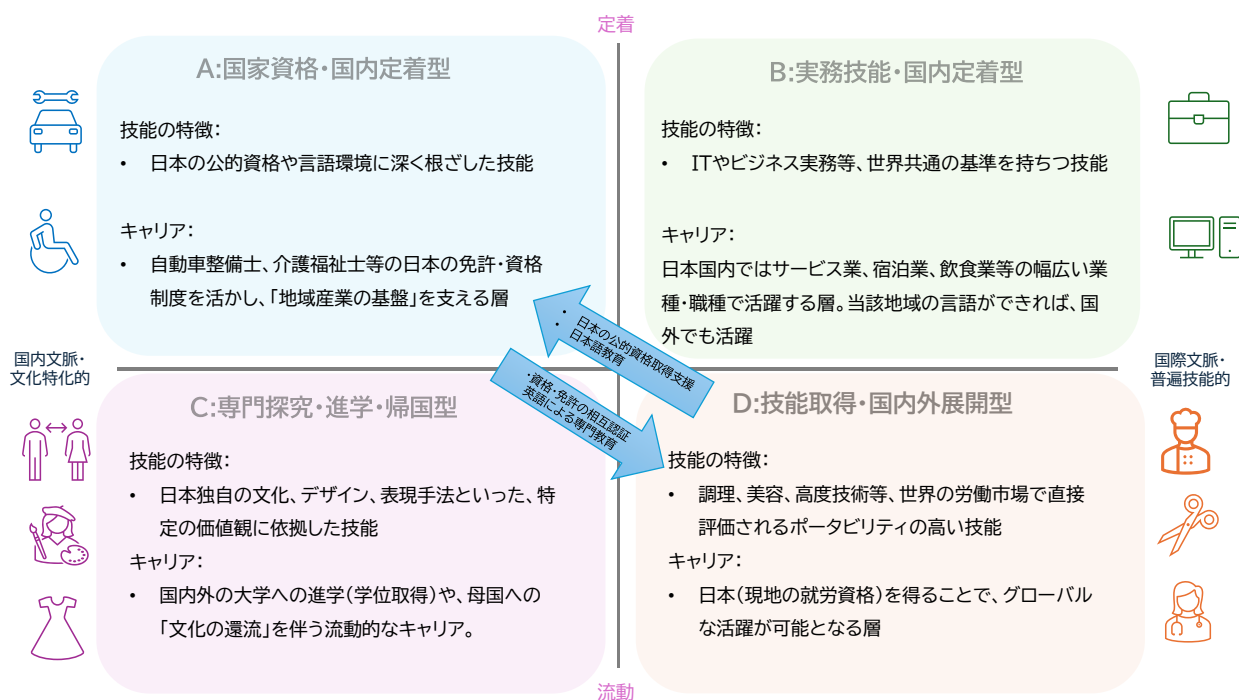 定着
A:国家資格・国内定着型
技能の特徴:
• 日本の公的資格や言語環境に深く根ざした技能
キャリア:
• 自動車整備士、介護福祉士等の日本の免許・資格
制度を活かし、「地域産業の基盤」を支える層
B:実務技能・国内定着型
技能の特徴:
• ITやビジネス実務等、世界共通の基準を持ちつ技能
キャリア:
日本国内ではサービス業、宿泊業、飲食業等の幅広い業
種・職種で活躍する層。当該地域の言語ができれば、国
外でも活躍
• 日本の公的資格取得支援
• 日本語教育
・資格・免許の相互認証
英語による専門教育
国内文脈・
文化特化的
国際文脈・
普遍技能的
C:専門探究・進学・帰国型
技能の特徴:
• 日本独自の文化、デザイン、表現手法といった、特
定の価値観に依拠した技能
キャリア:
• 国内外の大学への進学(学位取得)や、母国への
「文化の還流」を伴う流動的なキャリア。
D:技能取得・国内外展開型
技能の特徴:
• 調理、美容、高度技術等、世界の労働市場で直接
評価されるポータビリティの高い技能
キャリア:
• 日本(現地の就労資格)を得ることで、グローバル
な活躍が可能となる層
流動